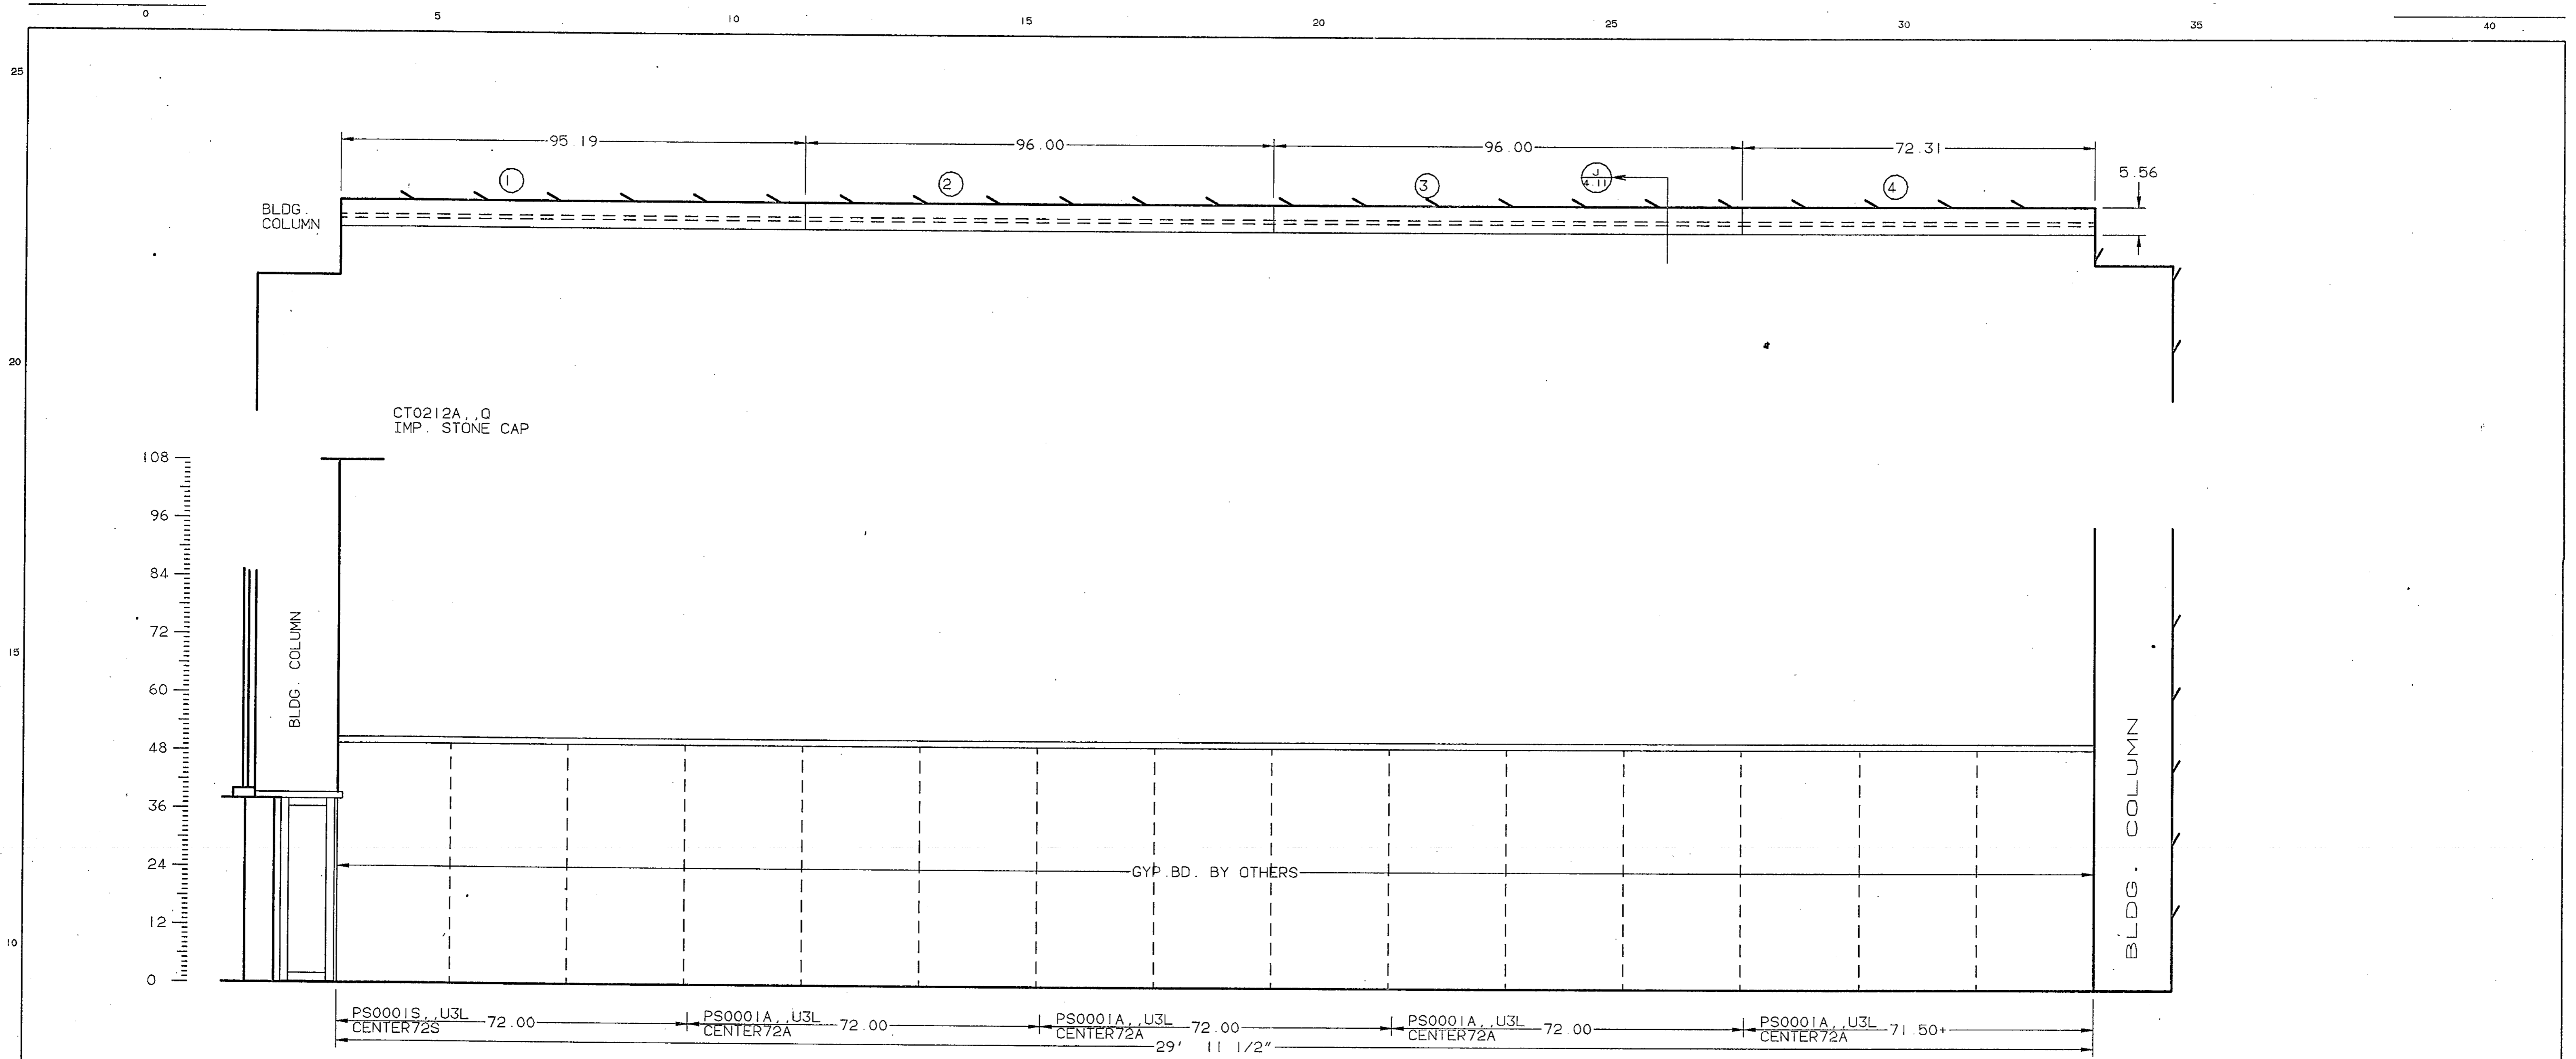 0 5 10 15 20 25 30 35 40
25
95.19 96.00 96.00 72.31
5.56
1 2 3 4
J
4.11
BLDG.
COLUMN
20
CT0212A,,Q
IMP. STONE CAP
108
96
84
72
60
48
36
24
12
0
BLDG. COLUMN
15
BLDG. COLUMN
GYP.BD. BY OTHERS
10
PS0001S,,U3L
CENTER72S
72.00
PS0001A,,U3L
CENTER72A
72.00
PS0001A,,U3L
CENTER72A
72.00
PS0001A,,U3L
CENTER72A
72.00
PS0001A,,U3L
CENTER72A
71.50+
29' 11 1/2"